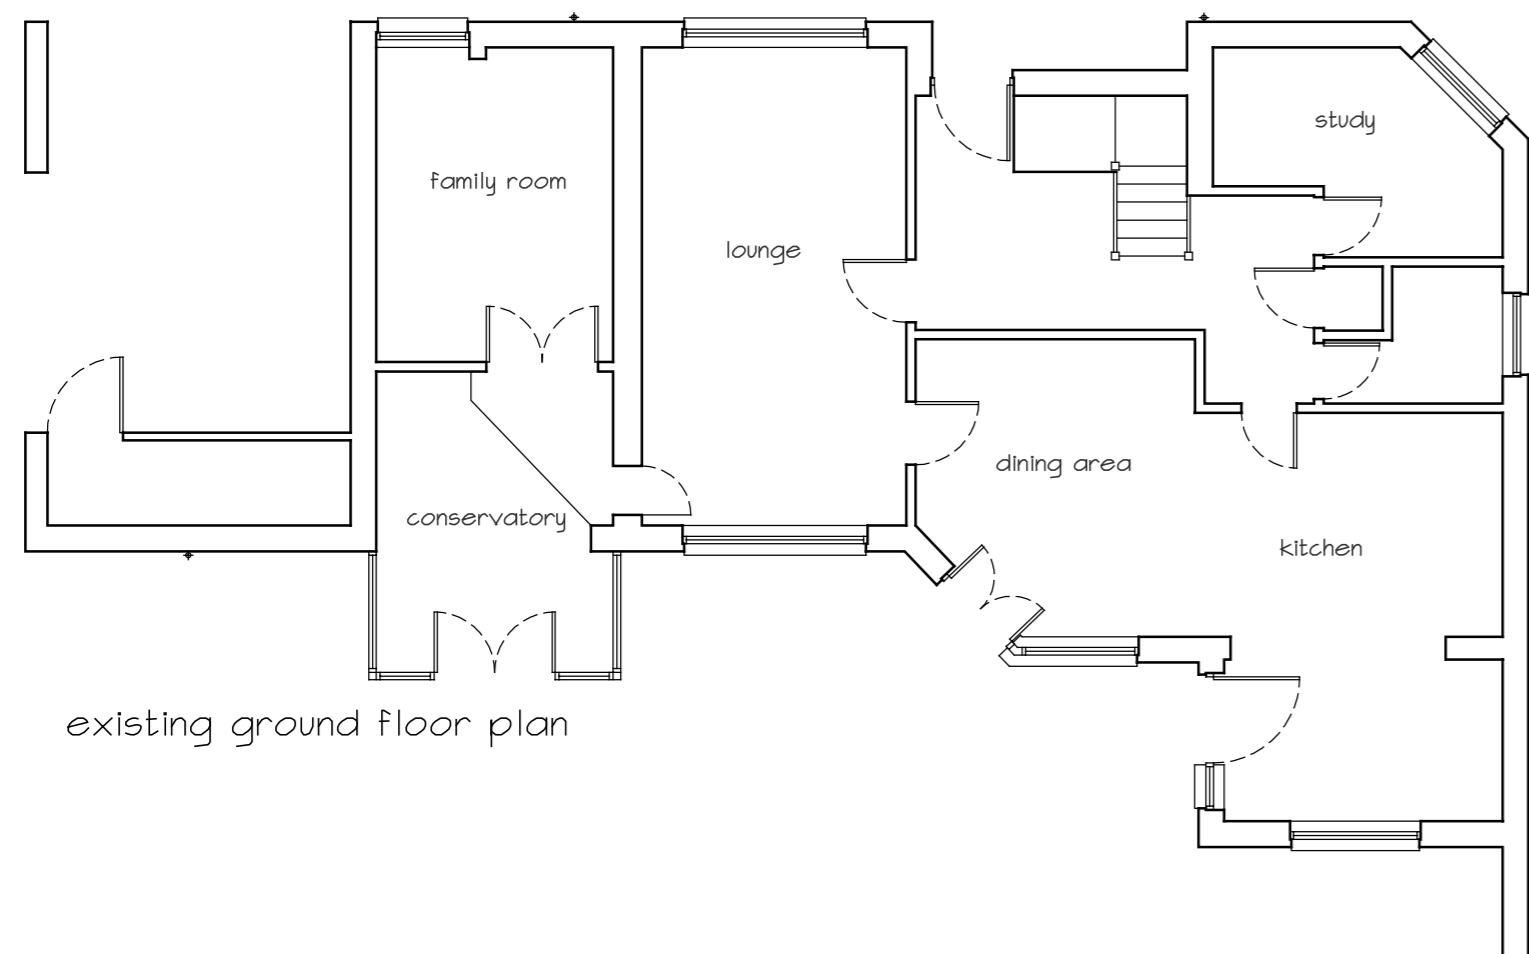 study
family room
lounge
dining area
conservatory
kitchen
existing ground floor plan